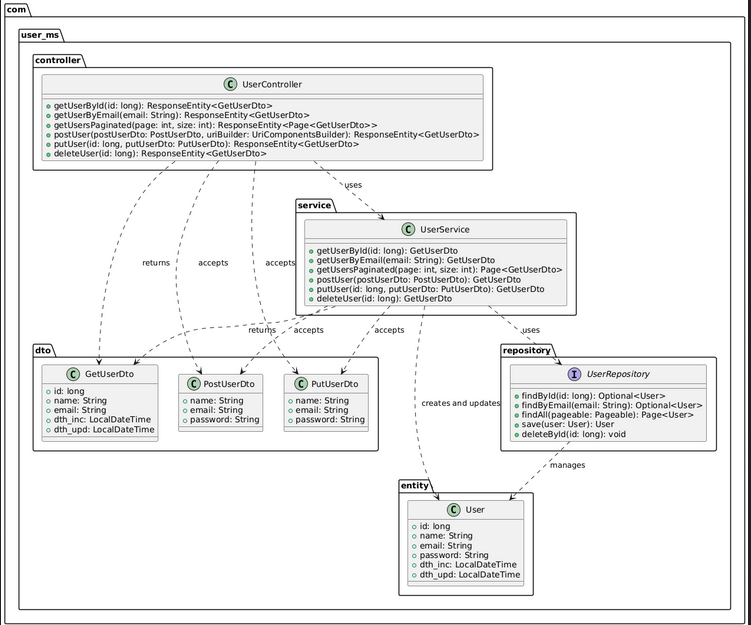 com
user_ms
controller
C UserController
getUserById(id: long): ResponseEntity<GetUserDto>
getUserByEmail(email: String): ResponseEntity<GetUserDto>
getUsersPaginated(page: int, size: int): ResponseEntity<Page<GetUserDto>>
postUser(postUserDto: PostUserDto, uriBuilder: UriComponentsBuilder): ResponseEntity<GetUserDto>
putUser(id: long, putUserDto: PutUserDto): ResponseEntity<GetUserDto>
deleteUser(id: long): ResponseEntity<GetUserDto>
uses
service
C UserService
getUserById(id: long): GetUserDto
getUserByEmail(email: String): GetUserDto
getUsersPaginated(page: int, size: int): Page<GetUserDto>
postUser(postUserDto: PostUserDto): GetUserDto
putUser(id: long, putUserDto: PutUserDto): GetUserDto
deleteUser(id: long): GetUserDto
returns
accepts
accepts
returns
accepts
accepts
uses
dto
C GetUserDto
id: long
name: String
email: String
dth_inc: LocalDateTime
dth_upd: LocalDateTime
C PostUserDto
name: String
email: String
password: String
C PutUserDto
name: String
email: String
password: String
repository
I UserRepository
findById(id: long): Optional<User>
findByEmail(email: String): Optional<User>
findAll(pageable: Pageable): Page<User>
save(user: User): User
deleteById(id: long): void
creates and updates
manages
entity
C User
id: long
name: String
email: String
password: String
dth_inc: LocalDateTime
dth_upd: LocalDateTime